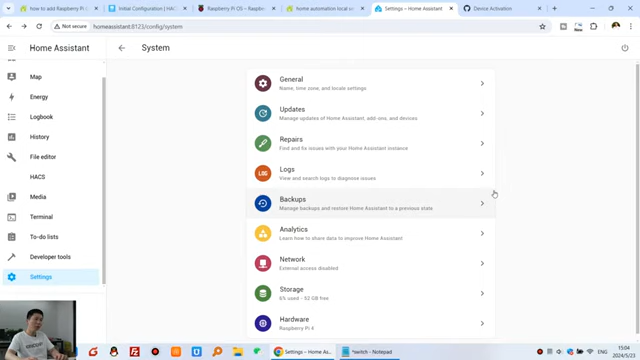 how to add Raspberry Pi
Initial Configuration | HAC
Raspberry Pi OS – Raspb
home automation local w
Settings – Home Assistant
Device Activation
Not secure
homeassistant:8123/config/system
New
Home Assistant
System
Map
Energy
Logbook
History
File editor
HACS
Media
Terminal
To-do lists
Developer tools
Settings
General
Name, time zone, and locale settings
Updates
Manage updates of Home Assistant, add-ons, and devices
Repairs
Find and fix issues with your Home Assistant instance
LOG
Logs
View and search logs to diagnose issues
Backups
Manage backups and restore Home Assistant to a previous state
Analytics
Learn how to share data to improve Home Assistant
Network
External access disabled
Storage
6% used - 52 GB free
Hardware
Raspberry Pi 4
Settings – Home Assis...
*twitch - Notepad
15:04
2024/5/23